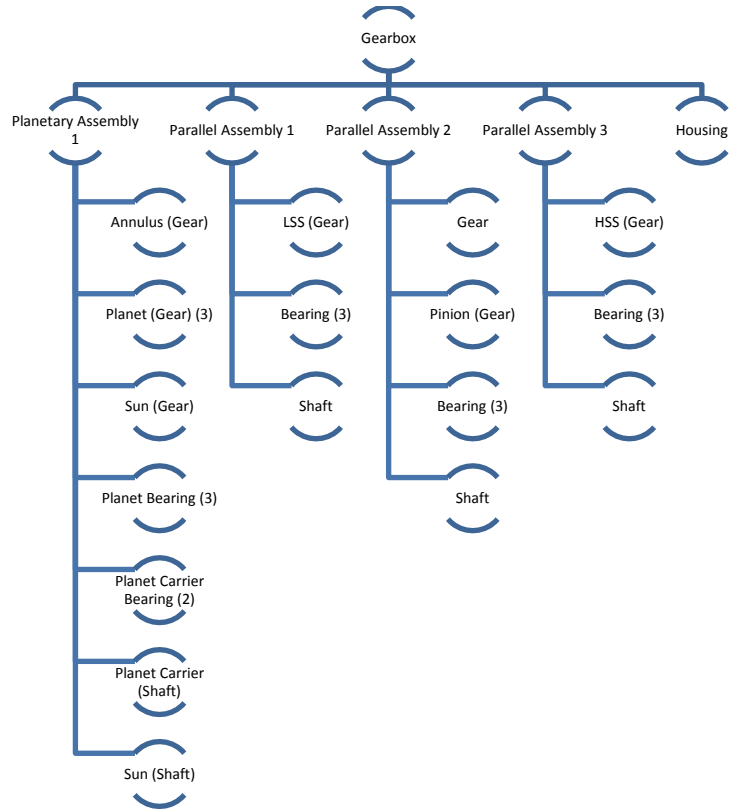 Gearbox
Planetary Assembly
1
Parallel Assembly 1
Parallel Assembly 2
Parallel Assembly 3
Housing
Annulus (Gear)
Planet (Gear) (3)
Sun (Gear)
Planet Bearing (3)
Planet Carrier
Bearing (2)
Planet Carrier
(Shaft)
Sun (Shaft)
LSS (Gear)
Bearing (3)
Shaft
Gear
Pinion (Gear)
Bearing (3)
Shaft
HSS (Gear)
Bearing (3)
Shaft